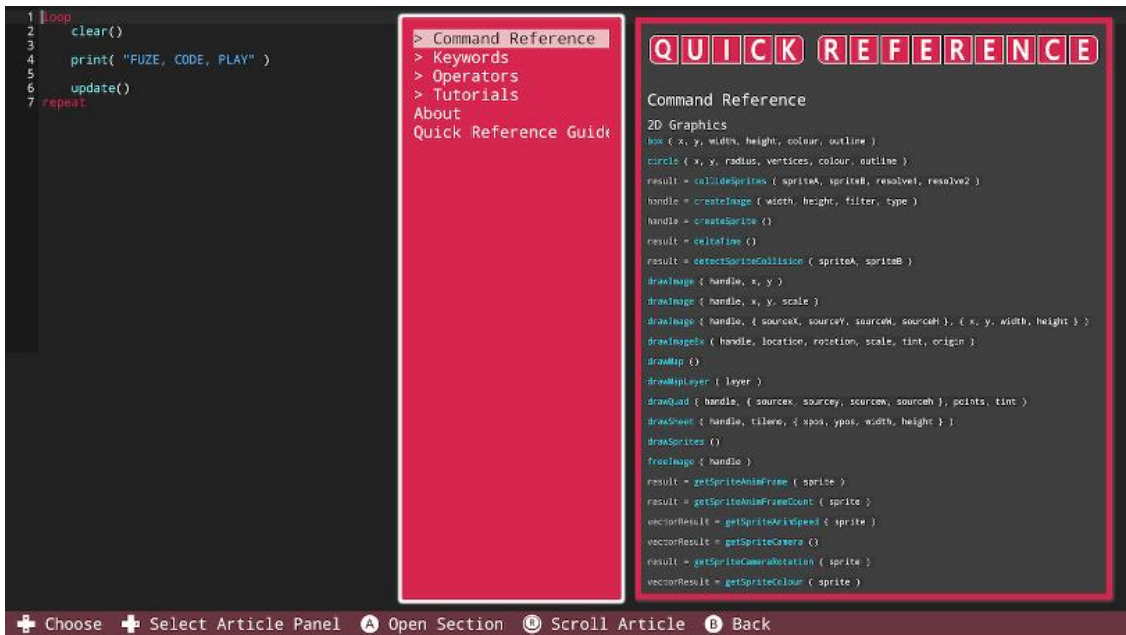 1 loop
2 clear()
3
4 print( "FUZE, CODE, PLAY" )
5
6 update()
7 repeat
> Command Reference
> Keywords
> Operators
> Tutorials
About
Quick Reference Guide
QUICK REFERENCE
Command Reference
2D Graphics
box ( x, y, width, height, colour, outline )
circle ( x, y, radius, vertices, colour, outline )
result = collideSprites ( spriteA, spriteB, resolve1, resolve2 )
handle = createImage ( width, height, filter, type )
handle = createSprite ()
result = deltaTime ()
result = detectSpriteCollision ( spriteA, spriteB )
drawImage ( handle, x, y )
drawImage ( handle, x, y, scale )
drawImage ( handle, { sourceX, sourceY, sourceW, sourceH }, { x, y, width, height } )
drawImageEx ( handle, location, rotation, scale, tint, origin )
drawMap ()
drawMapLayer ( layer )
drawQuad ( handle, { sourcex, sourcey, sourcew, sourceh }, points, tint )
drawSheet ( handle, tileno, { xpos, ypos, width, height } )
drawSprites ()
freeImage ( handle )
result = getSpriteAnimFrame ( sprite )
result = getSpriteAnimFrameCount ( sprite )
vectorResult = getSpriteAnimSpeed ( sprite )
vectorResult = getSpriteCamera ()
result = getSpriteCameraRotation ( sprite )
vectorResult = getSpriteColour ( sprite )
Choose Select Article Panel A Open Section R Scroll Article B Back